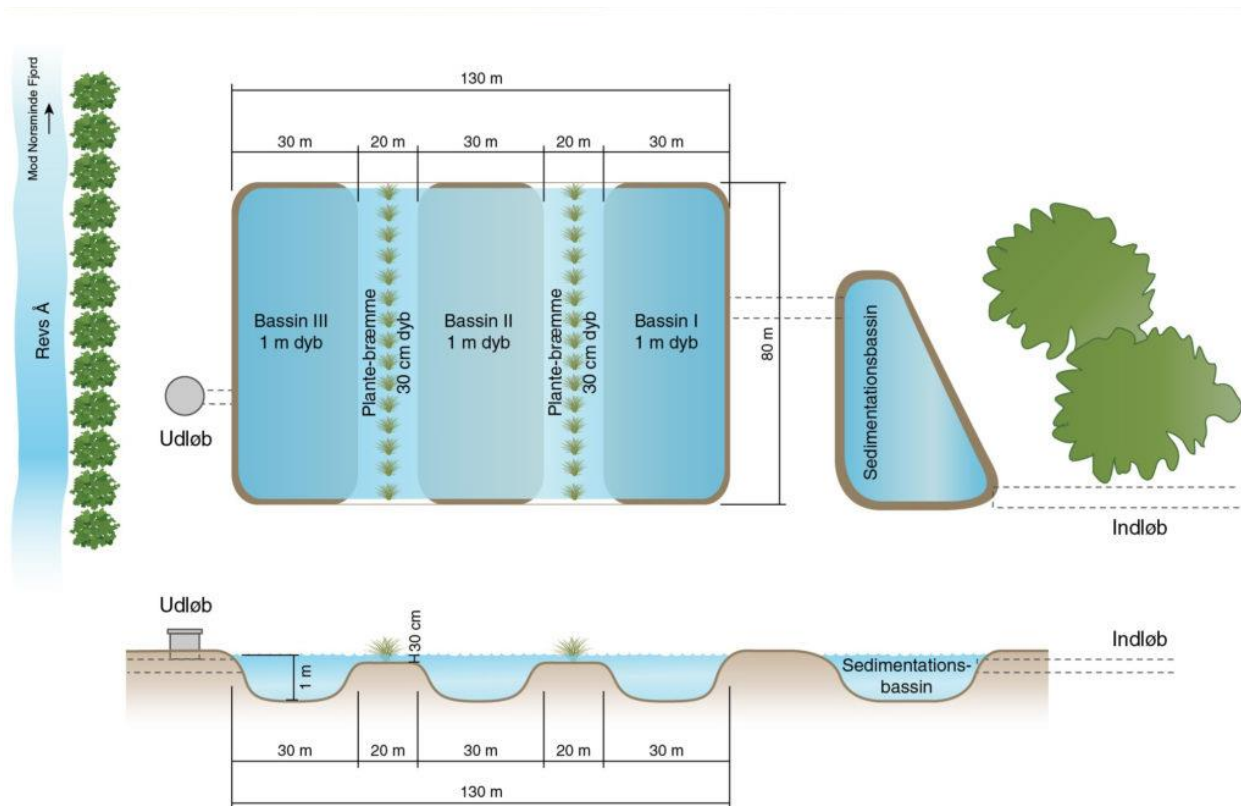 Mod Norsminde Fjord
Revs Å
130 m
30 m
20 m
30 m
20 m
30 m
Bassin III
1 m dyb
Plante-bræmme
30 cm dyb
Bassin II
1 m dyb
Plante-bræmme
30 cm dyb
Bassin I
1 m dyb
80 m
Sedimentationsbassin
Udløb
Indløb
Udløb
30 cm
1 m
Sedimentations-
bassin
Indløb
30 m
20 m
30 m
20 m
30 m
130 m